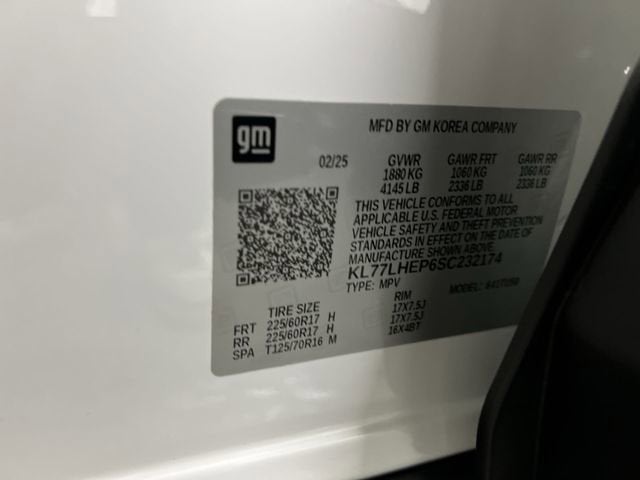 gm
MFD BY GM KOREA COMPANY
02/25 GVWR GAWR FRT GAWR RR
1880 KG 1060 KG 1060 KG
4145 LB 2336 LB 2336 LB
THIS VEHICLE CONFORMS TO ALL
APPLICABLE U.S. FEDERAL MOTOR
VEHICLE SAFETY AND THEFT PREVENTION
STANDARDS IN EFFECT ON THE DATE OF
MANUFACTURE SHOWN ABOVE.
KL77LHEP6SC232174
TYPE: MPV MODEL:
TIRE SIZE RIM
FRT 225/60R17 H 17X7.5J
RR 225/60R17 H 17X7.5J
SPA T125/70R16 M 16X4BT